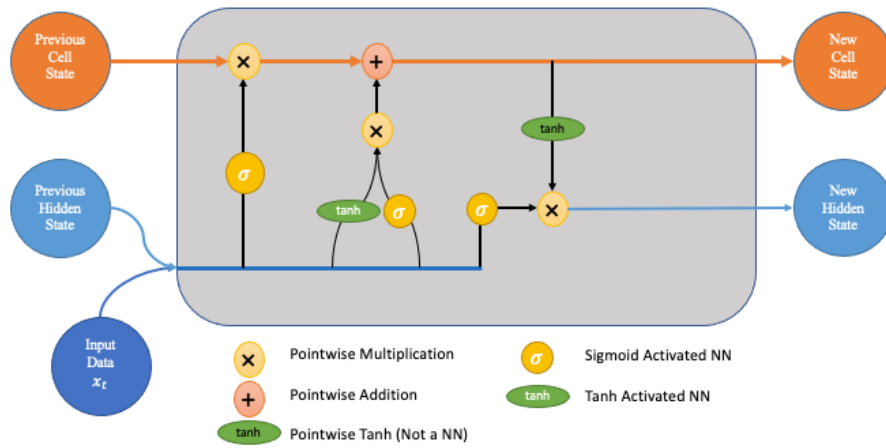 Previous
Cell
State
New
Cell
State
×
+
×
tanh
σ
Previous
Hidden
State
tanh
σ
σ
×
New
Hidden
State
Input
Data
xₜ
× Pointwise Multiplication
σ Sigmoid Activated NN
+ Pointwise Addition
tanh Tanh Activated NN
tanh Pointwise Tanh (Not a NN)